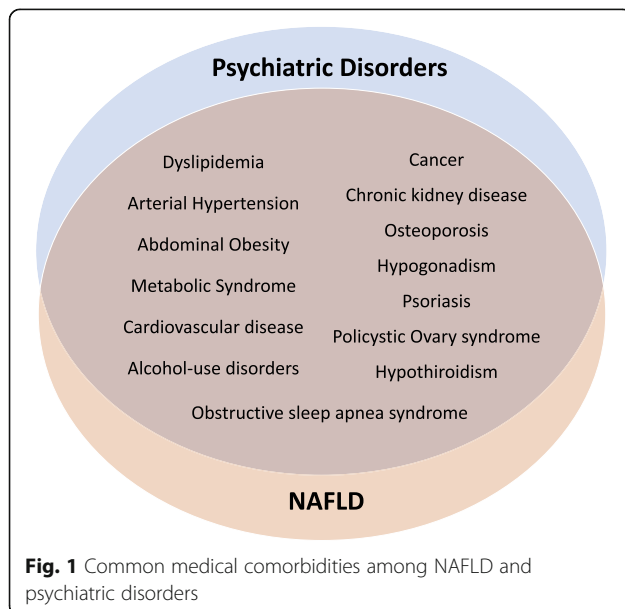 Psychiatric Disorders
Dyslipidemia
Arterial Hypertension
Abdominal Obesity
Metabolic Syndrome
Cardiovascular disease
Alcohol-use disorders
Cancer
Chronic kidney disease
Osteoporosis
Hypogonadism
Psoriasis
Policystic Ovary syndrome
Hypothiroidism
Obstructive sleep apnea syndrome
NAFLD
Fig. 1 Common medical comorbidities among NAFLD and
psychiatric disorders